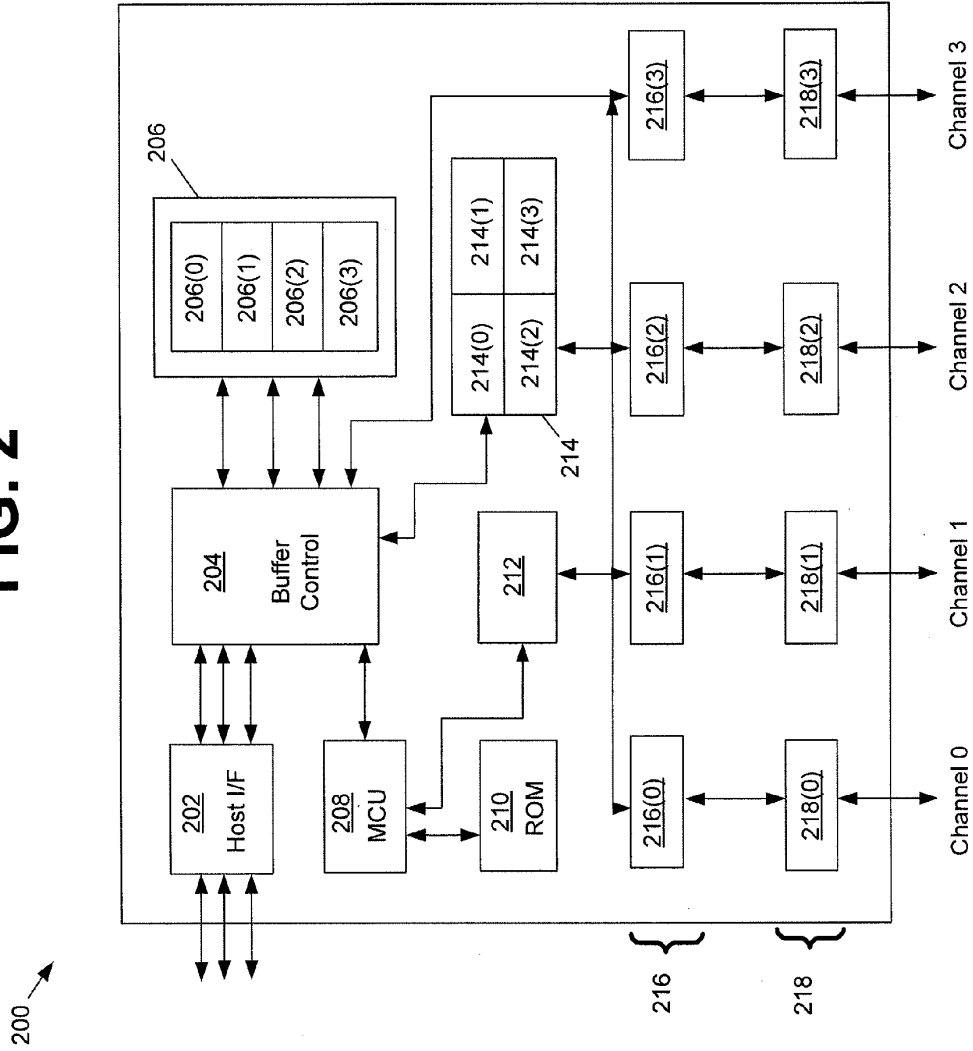 FIG. 2
200
202
Host I/F
204
Buffer
Control
206
206(0)
206(1)
206(2)
206(3)
208
MCU
210
ROM
212
214(0)
214(1)
214(2)
214(3)
214
216
216(0)
216(1)
216(2)
216(3)
218
218(0)
218(1)
218(2)
218(3)
Channel 0
Channel 1
Channel 2
Channel 3